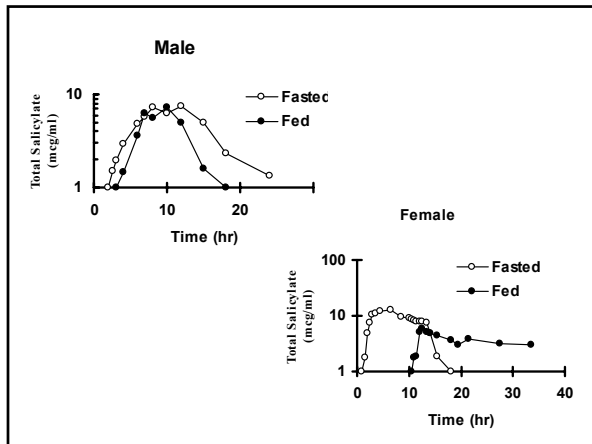 Male
Total Salicylate
(mcg/ml)
10
1
0
10
20
Time (hr)
Fasted
Fed
Female
Total Salicylate
(mcg/ml)
100
10
1
0
10
20
30
40
Time (hr)
Fasted
Fed